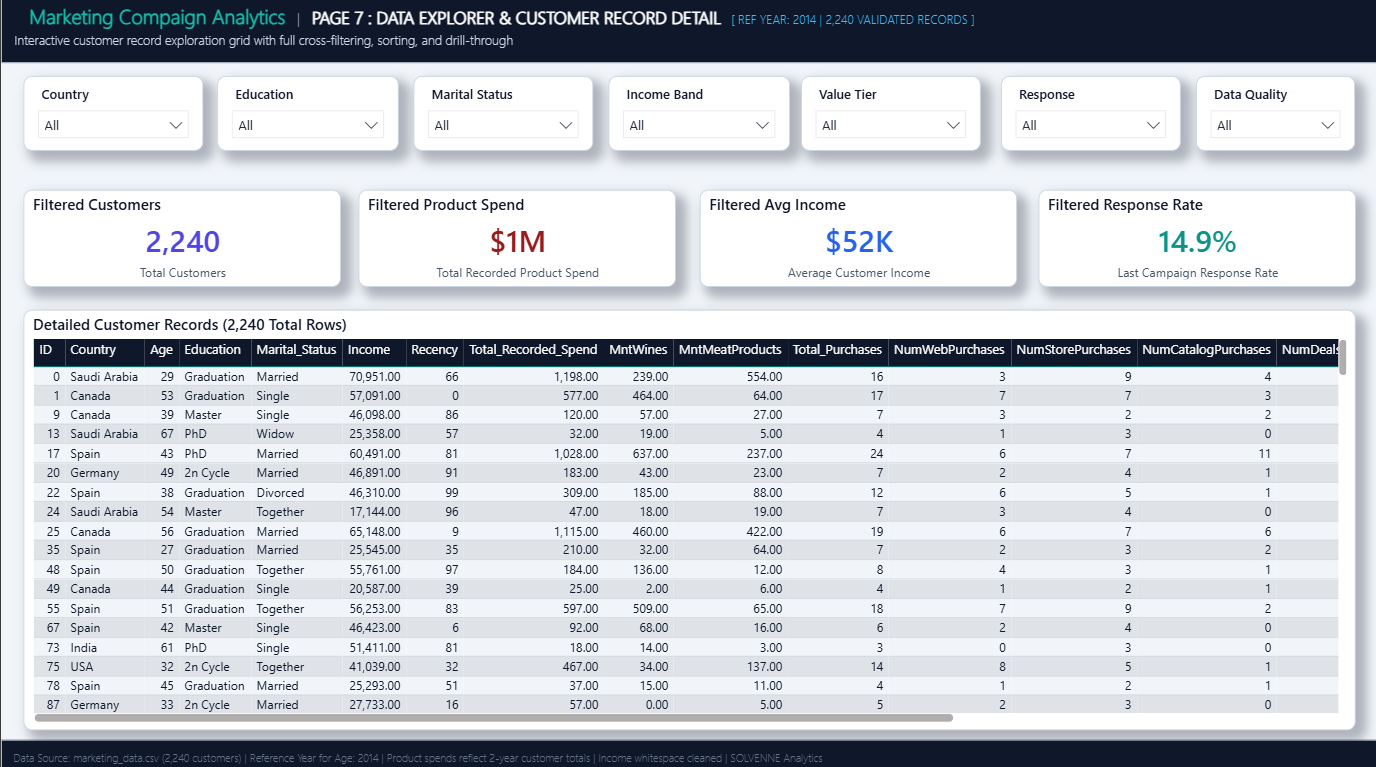 Marketing Compaign Analytics | PAGE 7 : DATA EXPLORER & CUSTOMER RECORD DETAIL [ REF YEAR: 2014 | 2,240 VALIDATED RECORDS ]
Interactive customer record exploration grid with full cross-filtering, sorting, and drill-through
Country Education Marital Status Income Band Value Tier Response Data Quality
All All All All All All All
Filtered Customers Filtered Product Spend Filtered Avg Income Filtered Response Rate
2,240 $1M $52K 14.9%
Total Customers Total Recorded Product Spend Average Customer Income Last Campaign Response Rate
Detailed Customer Records (2,240 Total Rows)
ID Country Age Education Marital_Status Income Recency Total_Recorded_Spend MntWines MntMeatProducts Total_Purchases NumWebPurchases NumStorePurchases NumCatalogPurchases NumDeals
0 Saudi Arabia 29 Graduation Married 70,951.00 66 1,198.00 239.00 554.00 16 3 9 4
1 Canada 53 Graduation Single 57,091.00 0 577.00 464.00 64.00 17 7 7 3
9 Canada 39 Master Single 46,098.00 86 120.00 57.00 27.00 7 3 2 2
13 Saudi Arabia 67 PhD Widow 25,358.00 57 32.00 19.00 5.00 4 1 3 0
17 Spain 43 PhD Married 60,491.00 81 1,028.00 637.00 237.00 24 6 7 11
20 Germany 49 2n Cycle Married 46,891.00 91 183.00 43.00 23.00 7 2 4 1
22 Spain 38 Graduation Divorced 46,310.00 99 309.00 185.00 88.00 12 6 5 1
24 Saudi Arabia 54 Master Together 17,144.00 96 47.00 18.00 19.00 7 3 4 0
25 Canada 56 Graduation Married 65,148.00 9 1,115.00 460.00 422.00 19 6 7 6
35 Spain 27 Graduation Married 25,545.00 35 210.00 32.00 64.00 7 2 3 2
48 Spain 50 Graduation Together 55,761.00 97 184.00 136.00 12.00 8 4 3 1
49 Canada 44 Graduation Single 20,587.00 39 25.00 2.00 6.00 4 1 2 1
55 Spain 51 Graduation Together 56,253.00 83 597.00 509.00 65.00 18 7 9 2
67 Spain 42 Master Single 46,423.00 6 92.00 68.00 16.00 6 2 4 0
73 India 61 PhD Single 51,411.00 81 18.00 14.00 3.00 3 0 3 0
75 USA 32 2n Cycle Together 41,039.00 32 467.00 34.00 137.00 14 8 5 1
78 Spain 45 Graduation Married 25,293.00 51 37.00 15.00 11.00 4 1 2 1
87 Germany 33 2n Cycle Married 27,733.00 16 57.00 0.00 5.00 5 2 3 0
Data Source: marketing_data.csv (2,240 customers) | Reference Year for Age: 2014 | Product spends reflect 2-year customer totals | Income whitespace cleaned | SOLVENNE Analytics